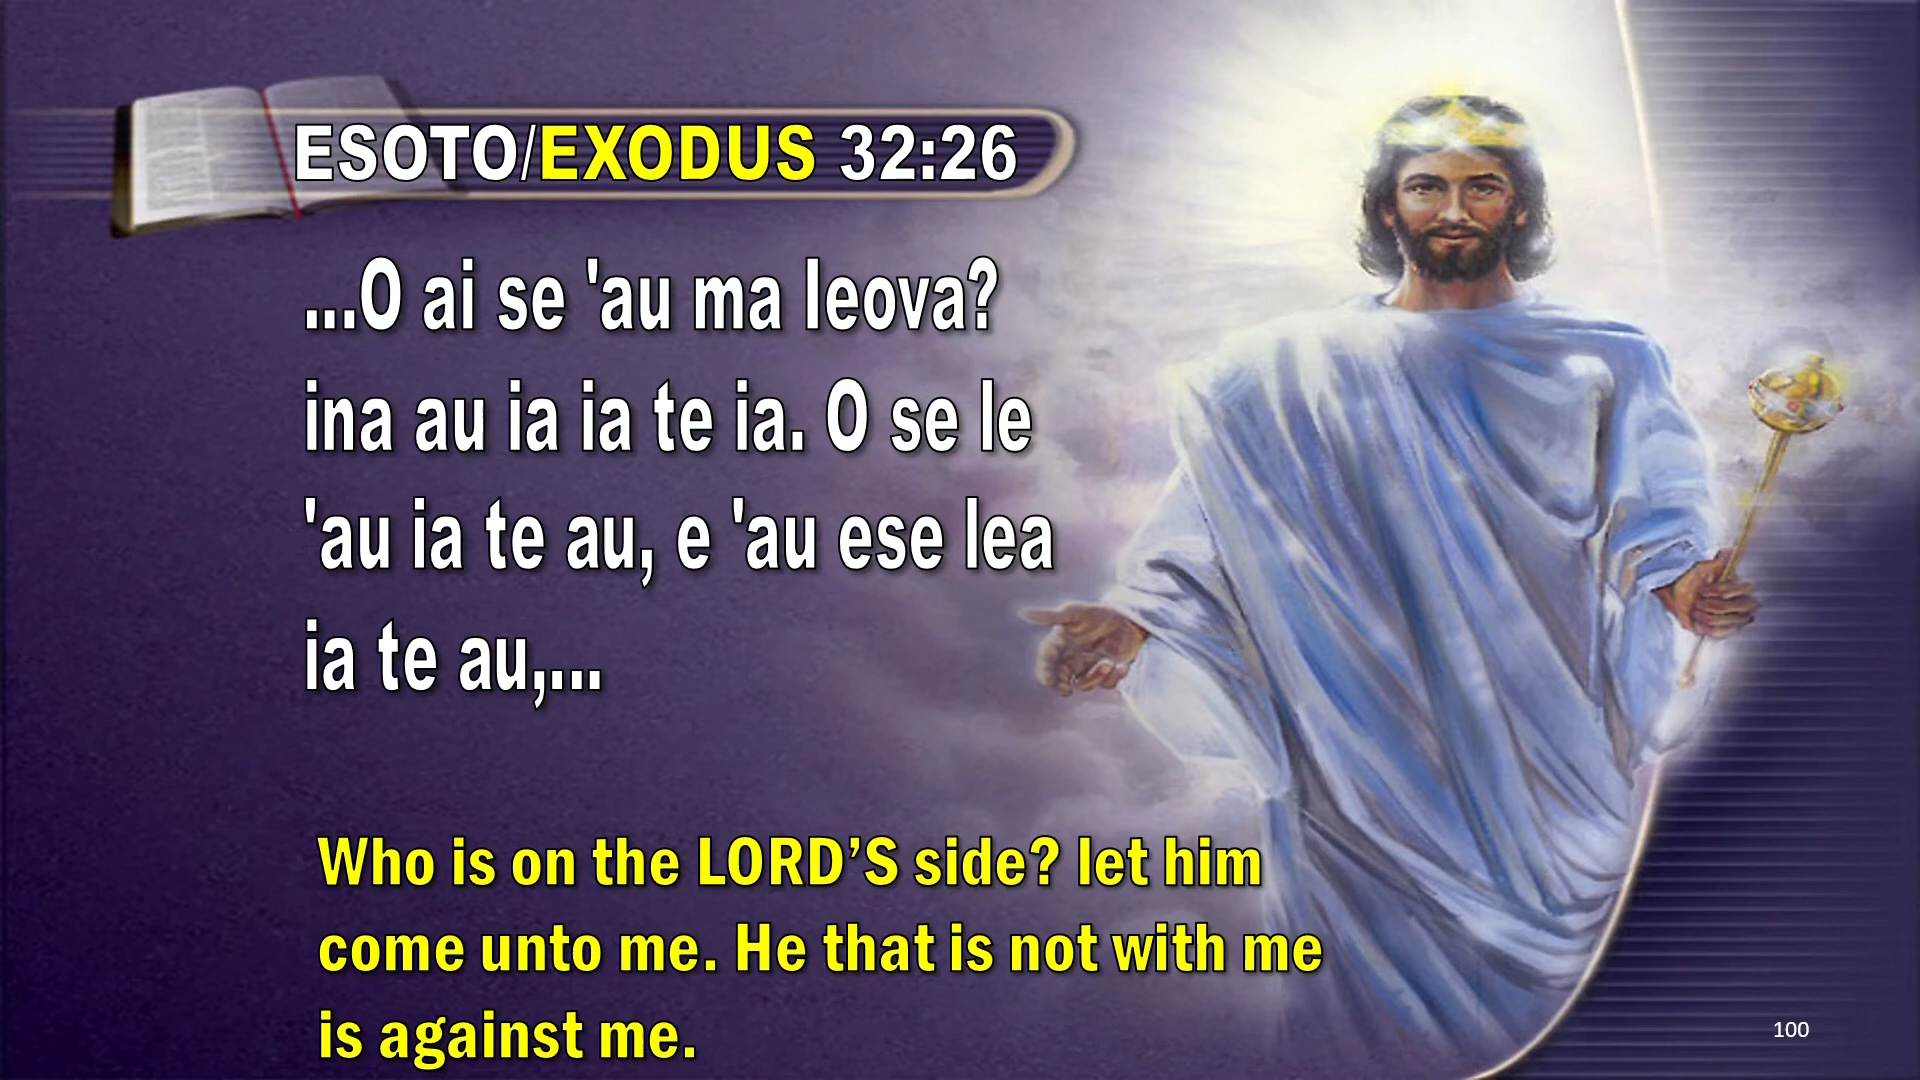 ESOTO/EXODUS 32:26
...O ai se 'au ma Ieova?
ina au ia ia te ia. O se le
'au ia te au, e 'au ese lea
ia te au,...
Who is on the LORD’S side? let him
come unto me. He that is not with me
is against me.
100